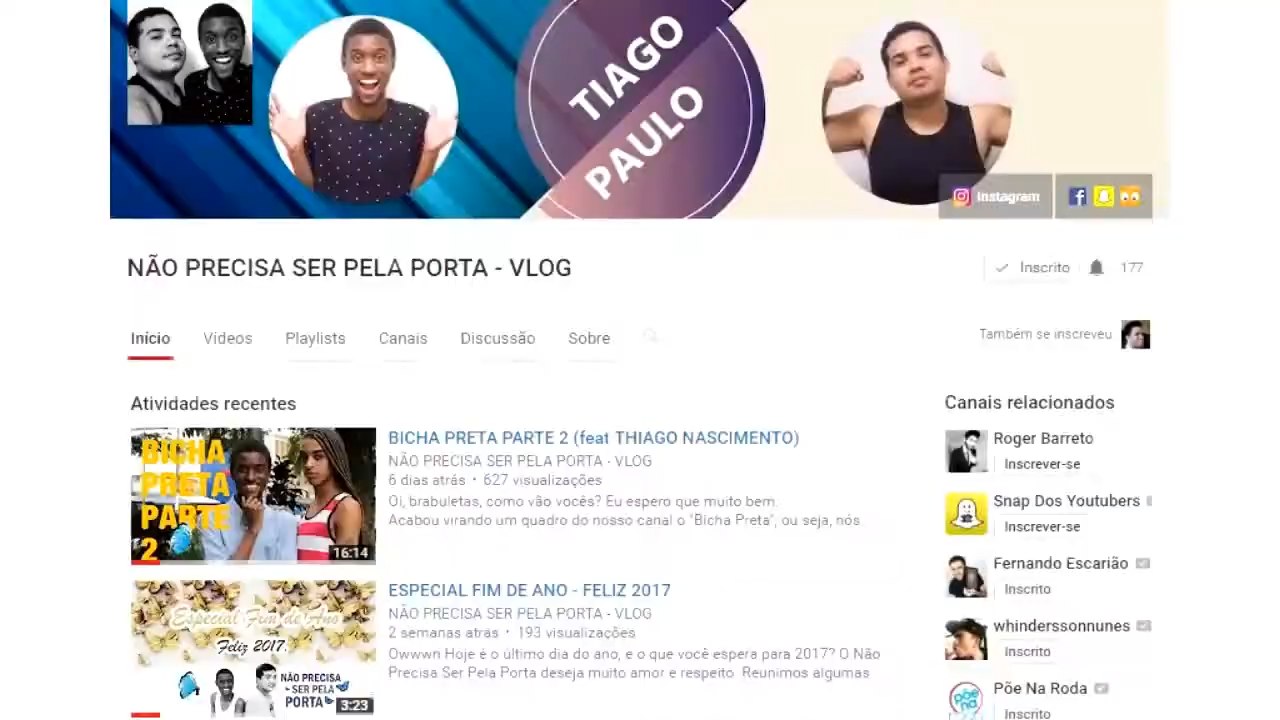 TIAGO
PAULO
Instagram
NÃO PRECISA SER PELA PORTA - VLOG
Inscrito 177
Início Vídeos Playlists Canais Discussão Sobre
Também se inscreveu
Atividades recentes
Canais relacionados
BICHA
PRETA
PARTE
2
16:14
BICHA PRETA PARTE 2 (feat THIAGO NASCIMENTO)
NÃO PRECISA SER PELA PORTA - VLOG
6 dias atrás • 627 visualizações
Oi, brabuletas, como vão vocês? Eu espero que muito bem.
Acabou virando um quadro do nosso canal o "Bicha Preta", ou seja, nós
Especial Fim de Ano
Feliz 2017.
NÃO PRECISA
SER PELA
PORTA
3:23
ESPECIAL FIM DE ANO - FELIZ 2017
NÃO PRECISA SER PELA PORTA - VLOG
2 semanas atrás • 193 visualizações
Owwwn Hoje é o último dia do ano, e o que você espera para 2017? O Não
Precisa Ser Pela Porta deseja muito amor e respeito Reunimos algumas
Roger Barreto
Inscrever-se
Snap Dos Youtubers
Inscrever-se
Fernando Escarião
Inscrito
whinderssonnunes
Inscrito
põe
na
Põe Na Roda
Inscrito